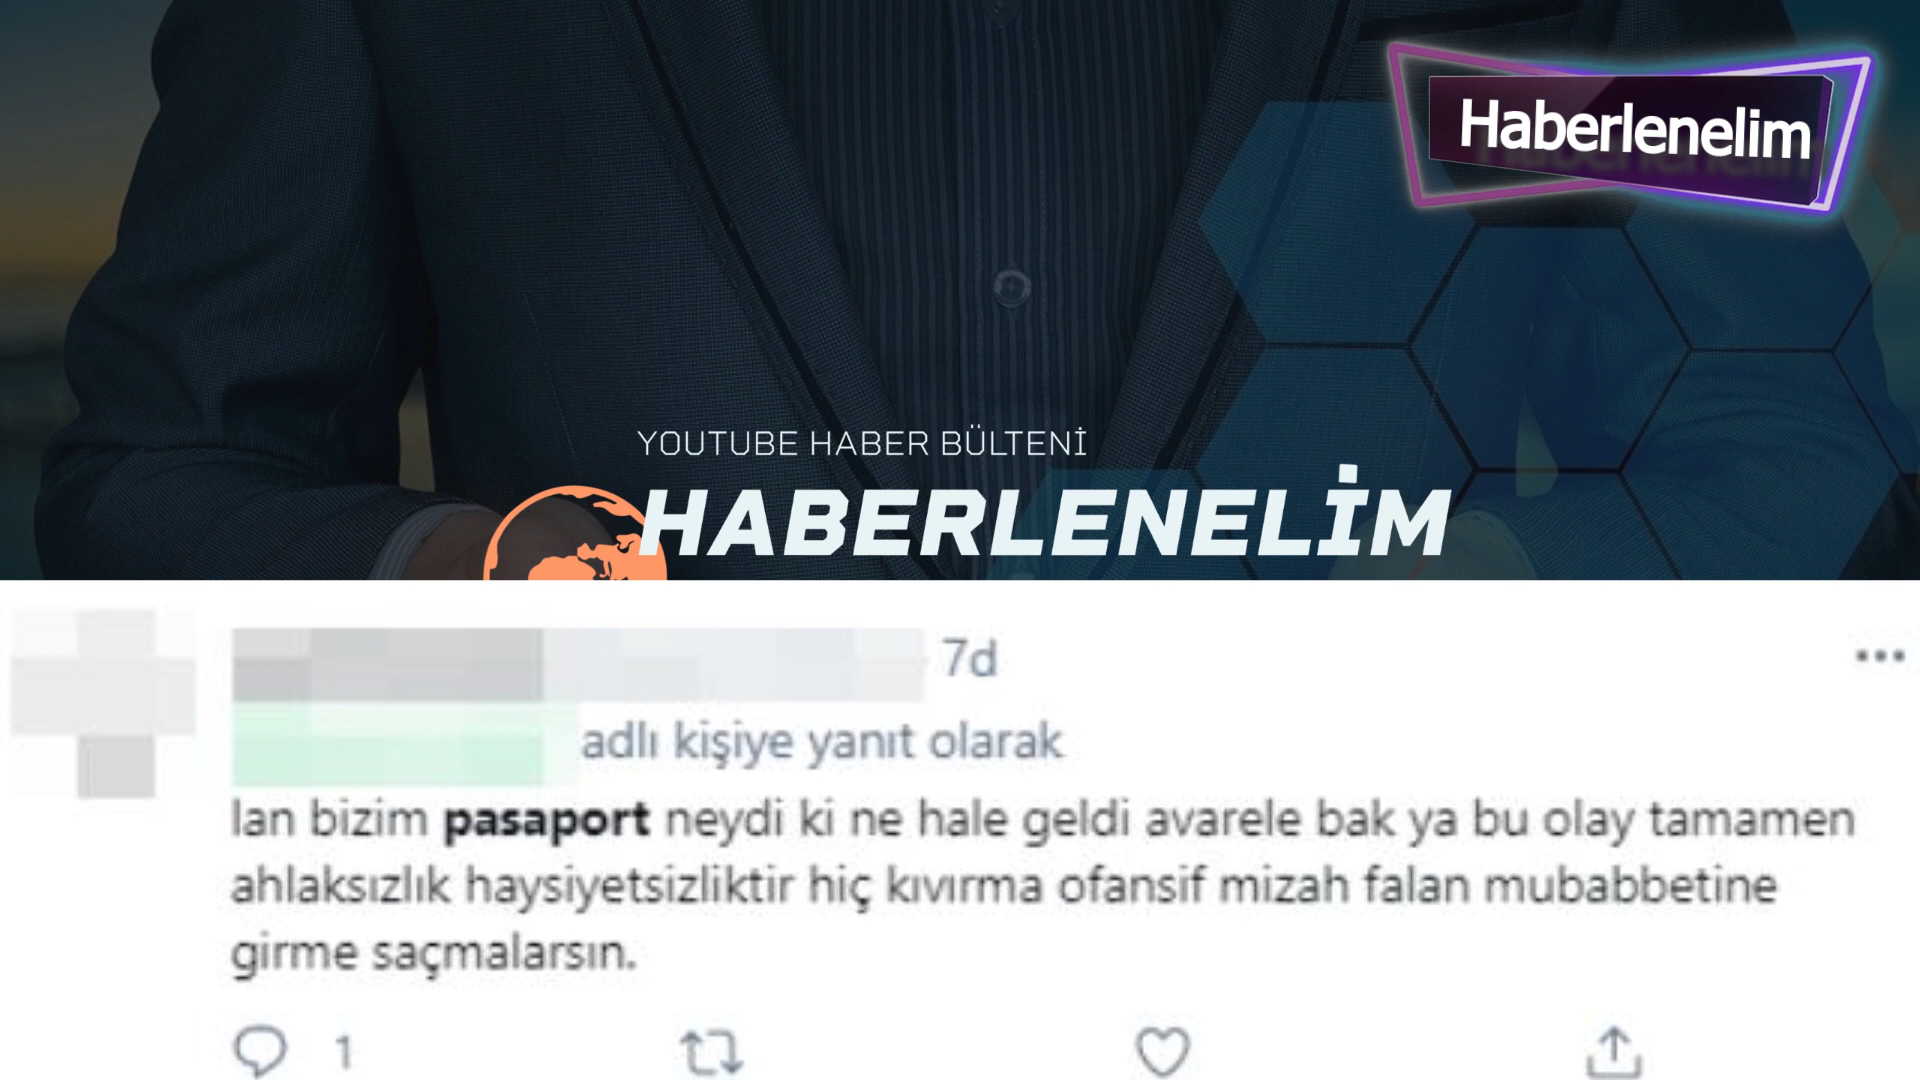 Haberlenelim
YOUTUBE HABER BÜLTENİ
HABERLENELİM
7d
adlı kişiye yanıt olarak
lan bizim pasaport neydi ki ne hale geldi avarele bak ya bu olay tamamen
ahlaksızlık haysiyetsizliktir hiç kıvırma ofansif mizah falan mubabbetine
girme saçmalarsın.
1